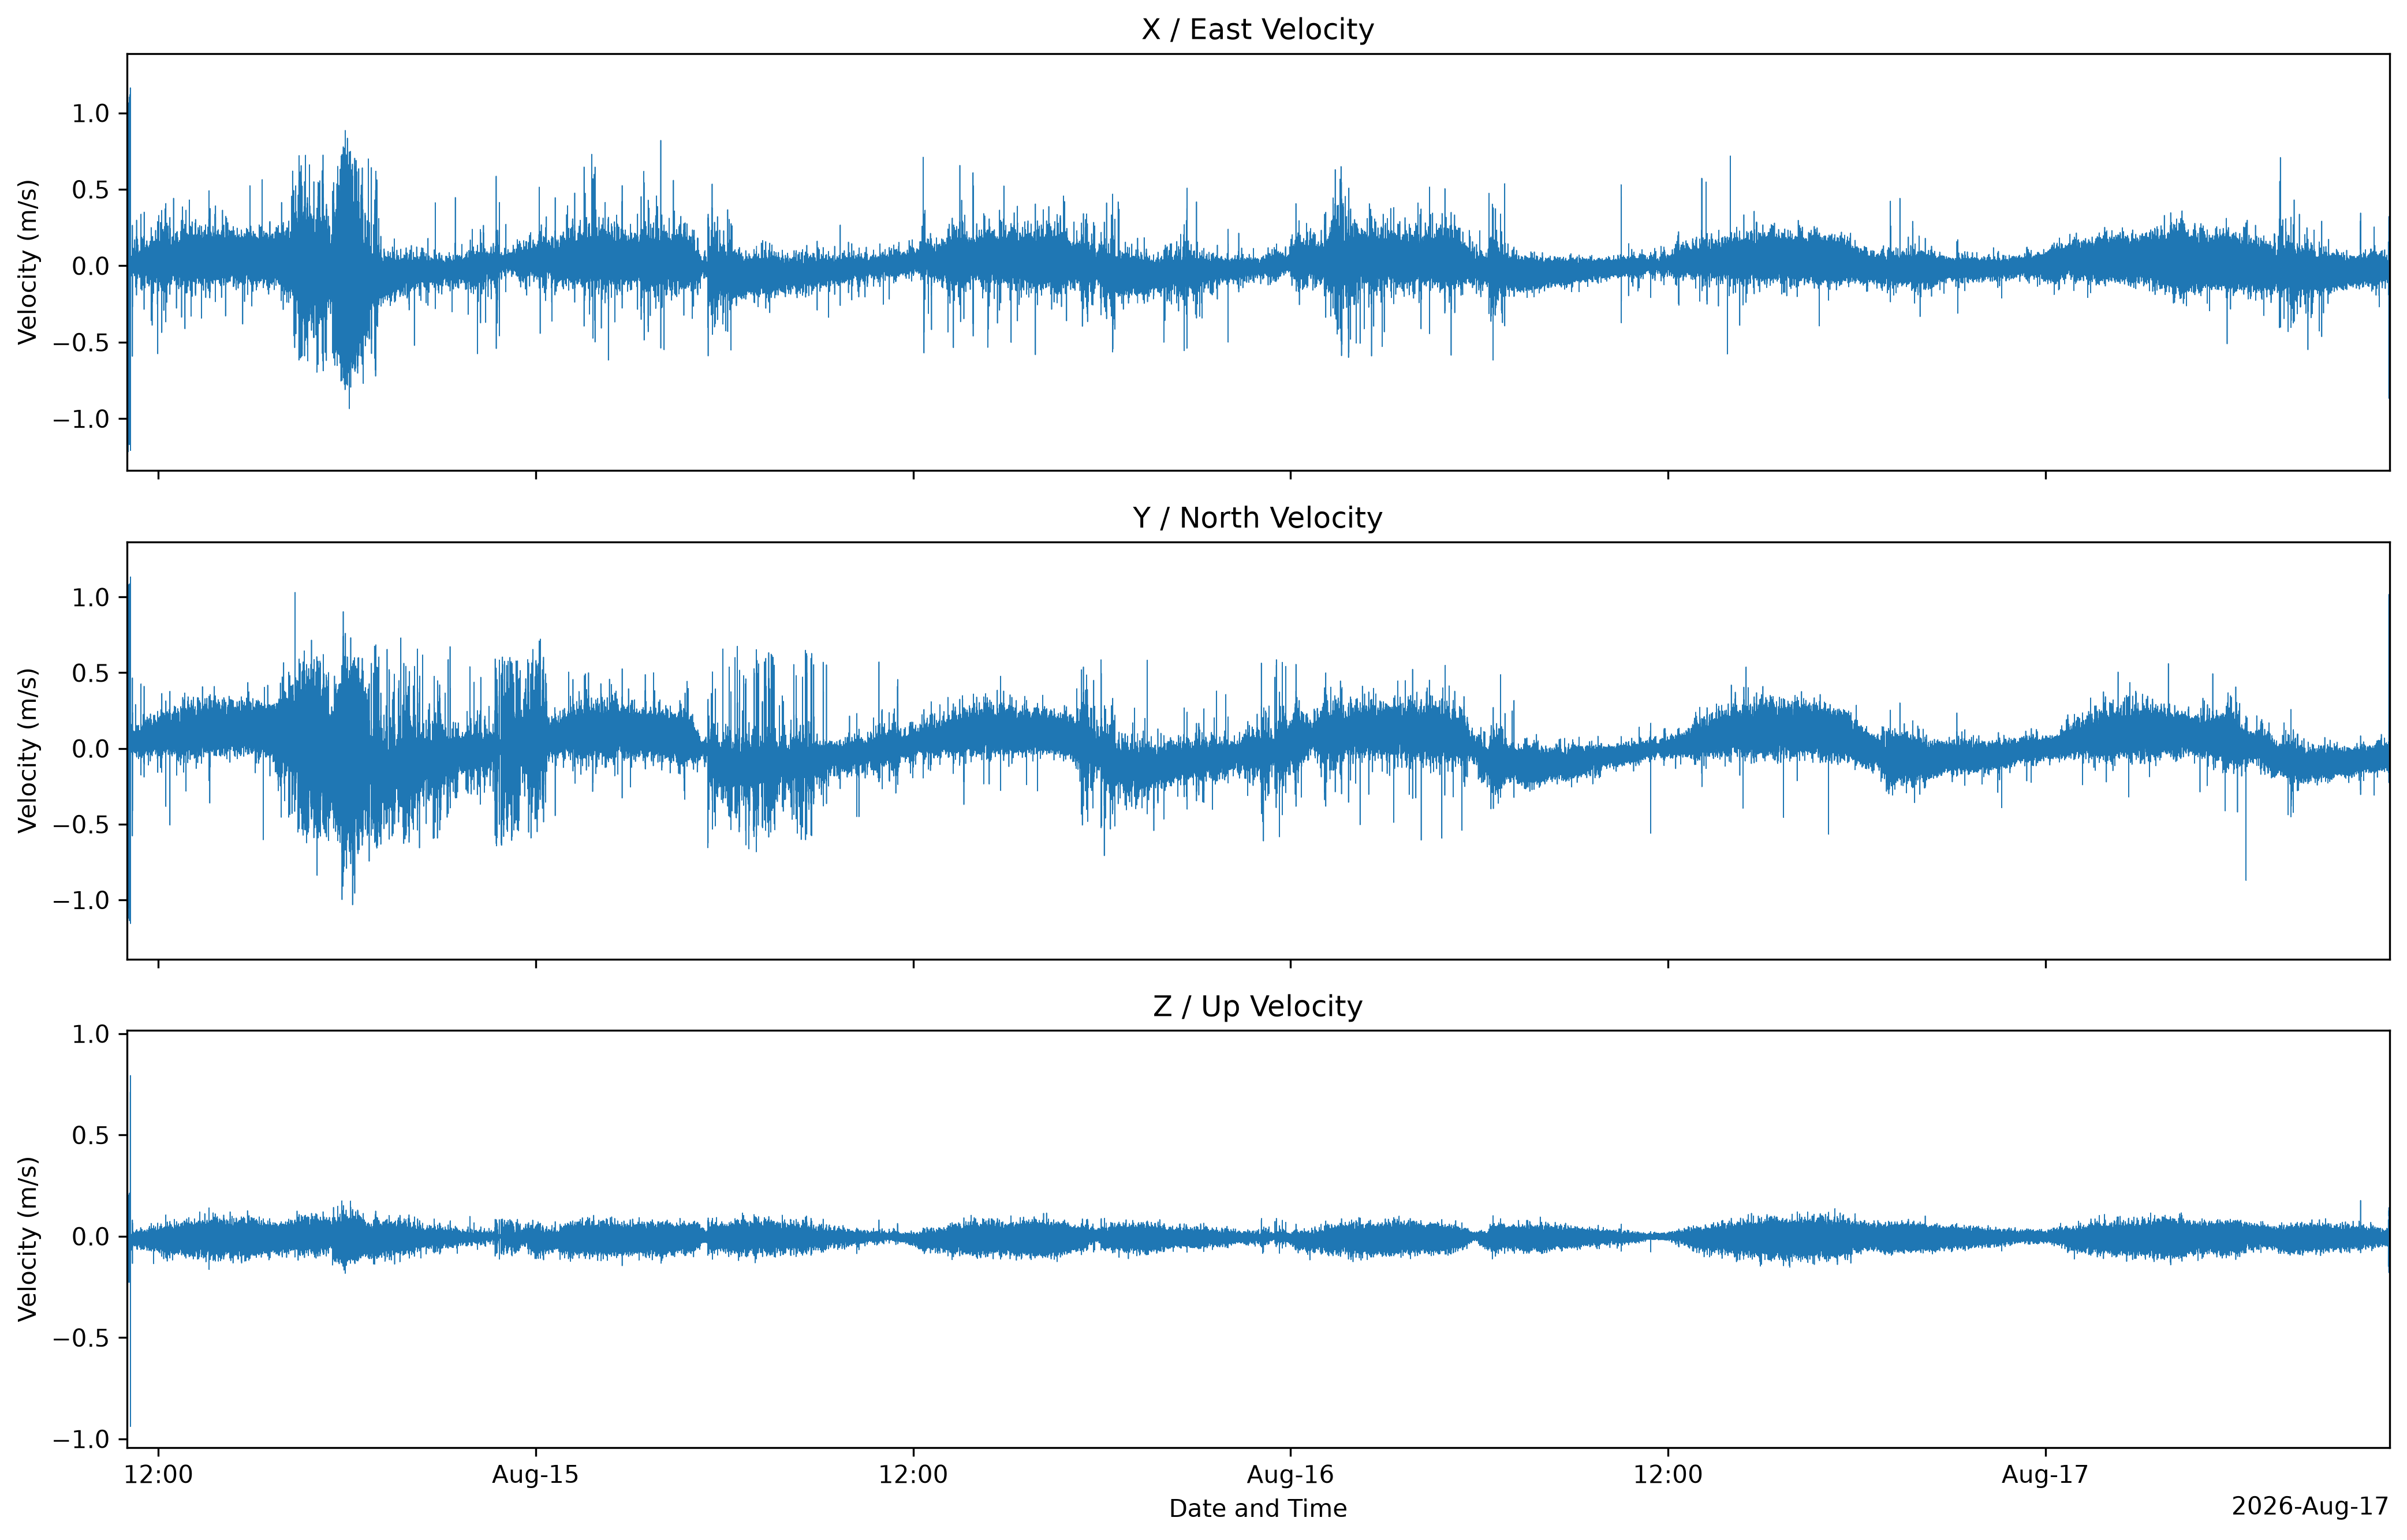 X / East Velocity
Velocity (m/s)
1.0
0.5
0.0
−0.5
−1.0
Y / North Velocity
Velocity (m/s)
1.0
0.5
0.0
−0.5
−1.0
Z / Up Velocity
Velocity (m/s)
1.0
0.5
0.0
−0.5
−1.0
12:00 Aug-15 12:00 Aug-16 12:00 Aug-17
Date and Time
2026-Aug-17